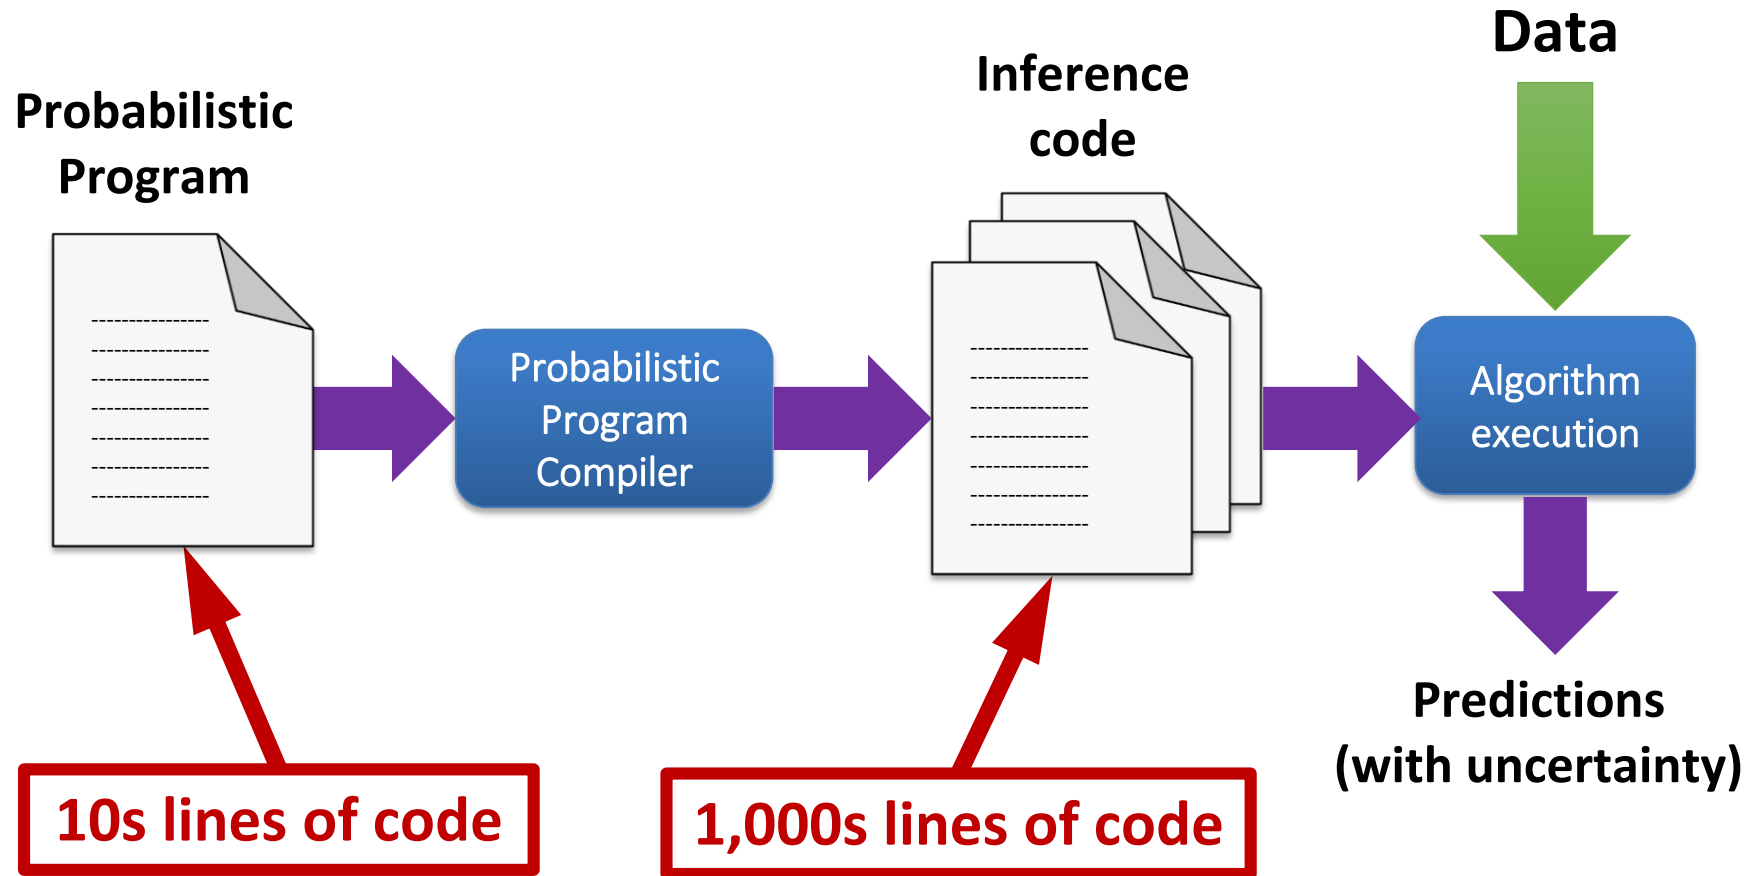 Probabilistic
Program
Probabilistic
Program
Compiler
Inference
code
Data
Algorithm
execution
Predictions
(with uncertainty)
10s lines of code
1,000s lines of code